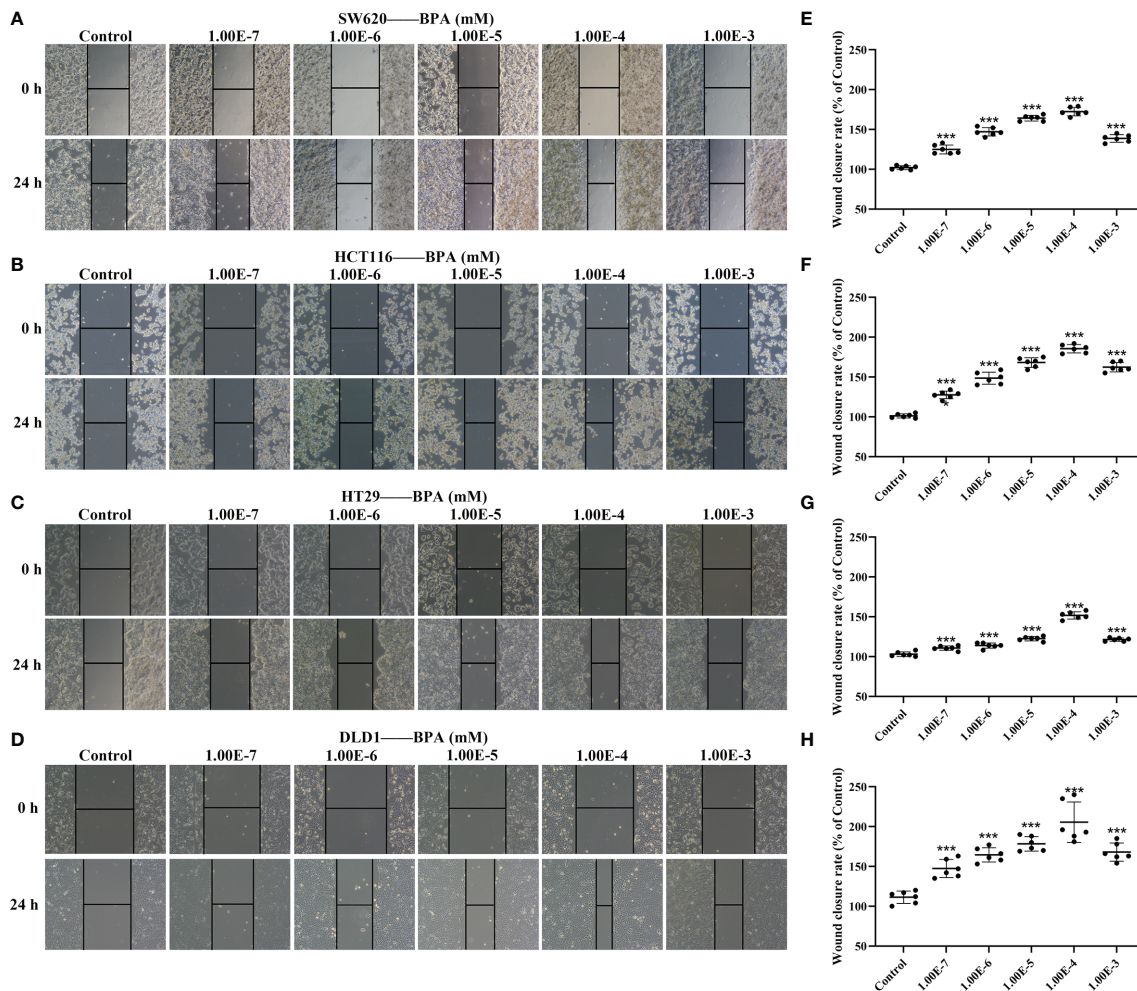 A
SW620——BPA (mM)
Control 1.00E-7 1.00E-6 1.00E-5 1.00E-4 1.00E-3
0 h
24 h
B
HCT116——BPA (mM)
Control 1.00E-7 1.00E-6 1.00E-5 1.00E-4 1.00E-3
0 h
24 h
C
HT29——BPA (mM)
Control 1.00E-7 1.00E-6 1.00E-5 1.00E-4 1.00E-3
0 h
24 h
D
DLD1——BPA (mM)
Control 1.00E-7 1.00E-6 1.00E-5 1.00E-4 1.00E-3
0 h
24 h
E
Wound closure rate (% of Control)
250
200
150
100
50
*** *** *** *** ***
Control 1.00E-7 1.00E-6 1.00E-5 1.00E-4 1.00E-3
F
Wound closure rate (% of Control)
250
200
150
100
50
*** *** *** *** ***
*
Control 1.00E-7 1.00E-6 1.00E-5 1.00E-4 1.00E-3
G
Wound closure rate (% of Control)
250
200
150
100
50
*** *** *** *** ***
Control 1.00E-7 1.00E-6 1.00E-5 1.00E-4 1.00E-3
H
Wound closure rate (% of Control)
250
200
150
100
50
*** *** *** *** ***
Control 1.00E-7 1.00E-6 1.00E-5 1.00E-4 1.00E-3